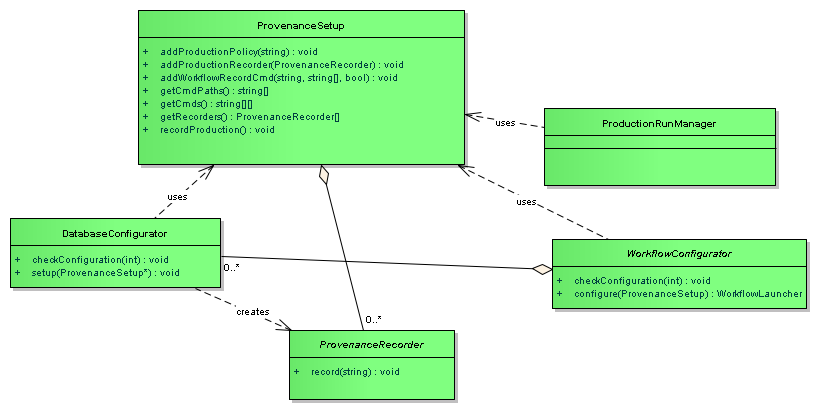 ProvenanceSetup
+ addProductionPolicy(string) : void
+ addProductionRecorder(ProvenanceRecorder) : void
+ addWorkflowRecordCmd(string, string[], bool) : void
+ getCmdPaths() : string[]
+ getCmds() : string[][]
+ getRecorders() : ProvenanceRecorder[]
+ recordProduction() : void
uses
ProductionRunManager
uses
uses
DatabaseConfigurator
+ checkConfiguration(int) : void
+ setup(ProvenanceSetup*) : void
0..*
WorkflowConfigurator
+ checkConfiguration(int) : void
+ configure(ProvenanceSetup) : WorkflowLauncher
creates
0..*
ProvenanceRecorder
+ record(string) : void